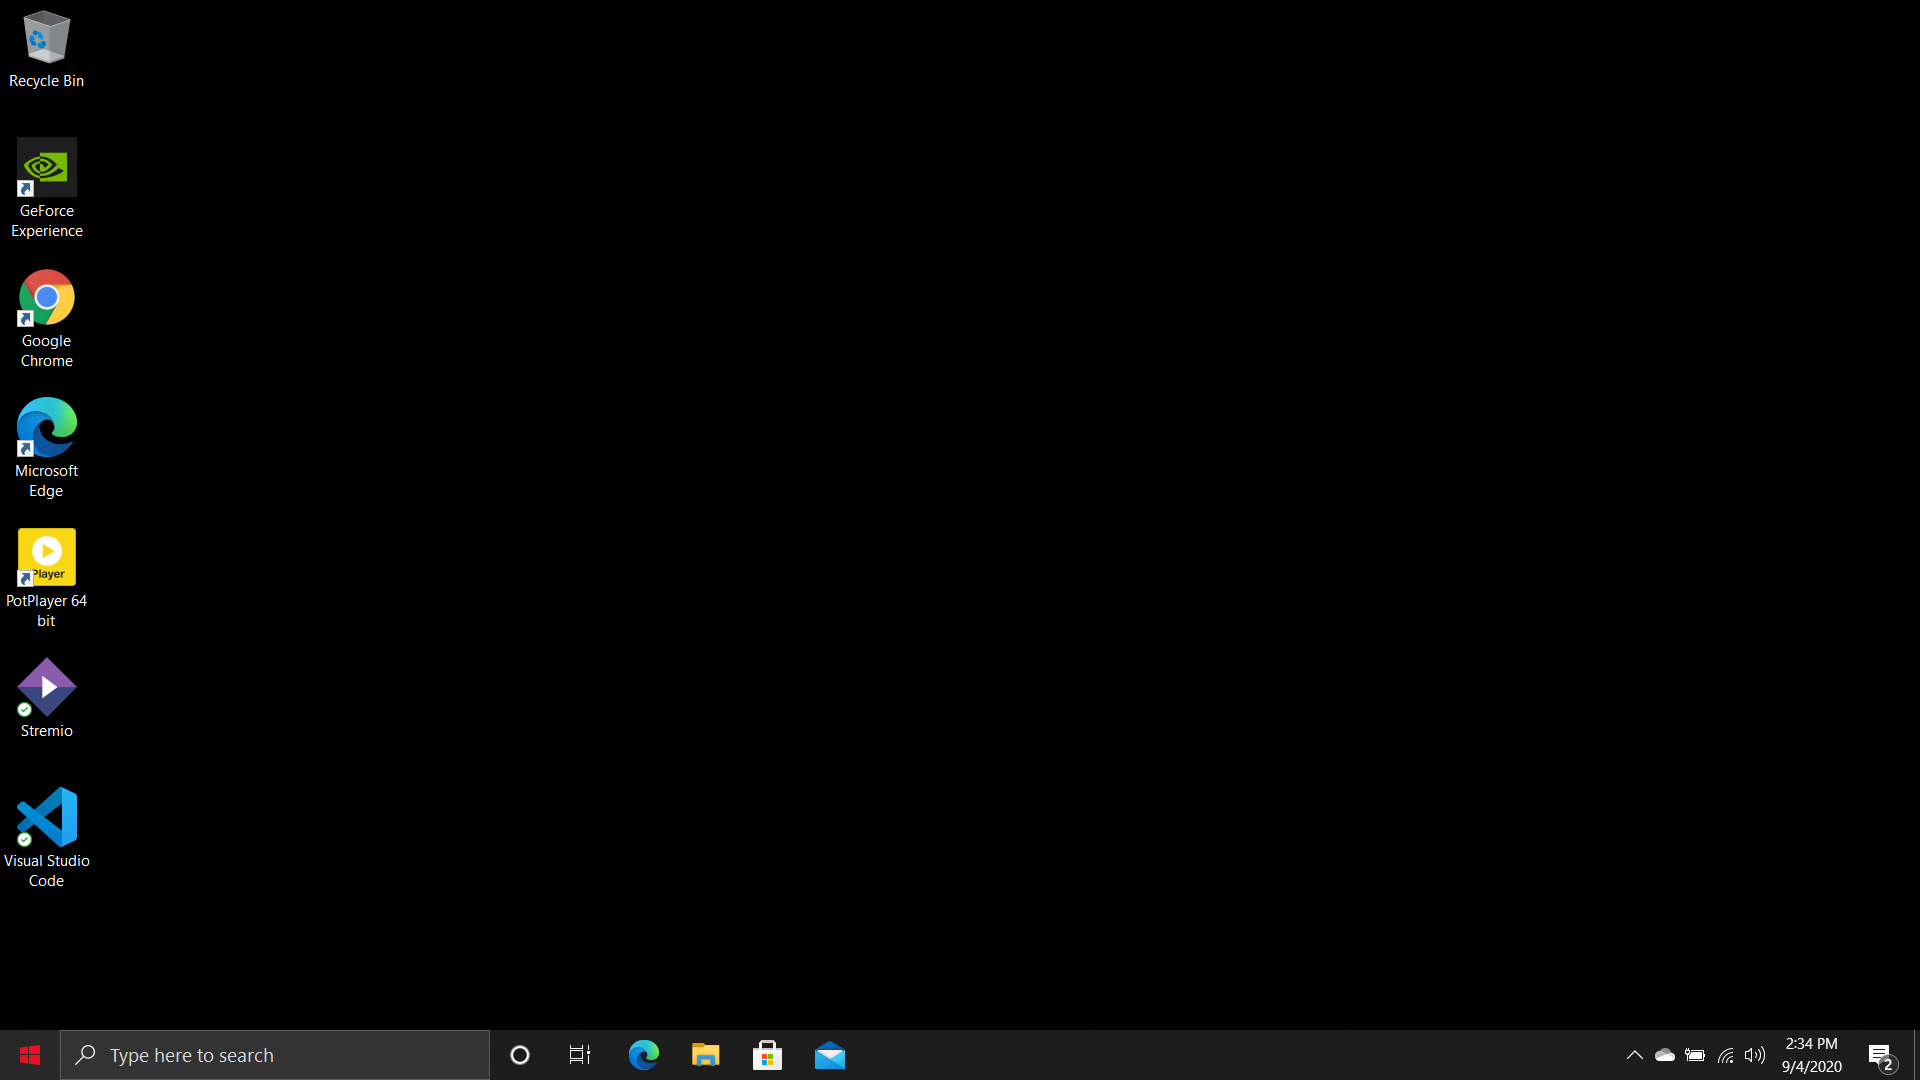 Recycle Bin
GeForce
Experience
Google
Chrome
Microsoft
Edge
Player
PotPlayer 64
bit
Stremio
Visual Studio
Code
Type here to search
2:34 PM
9/4/2020
2